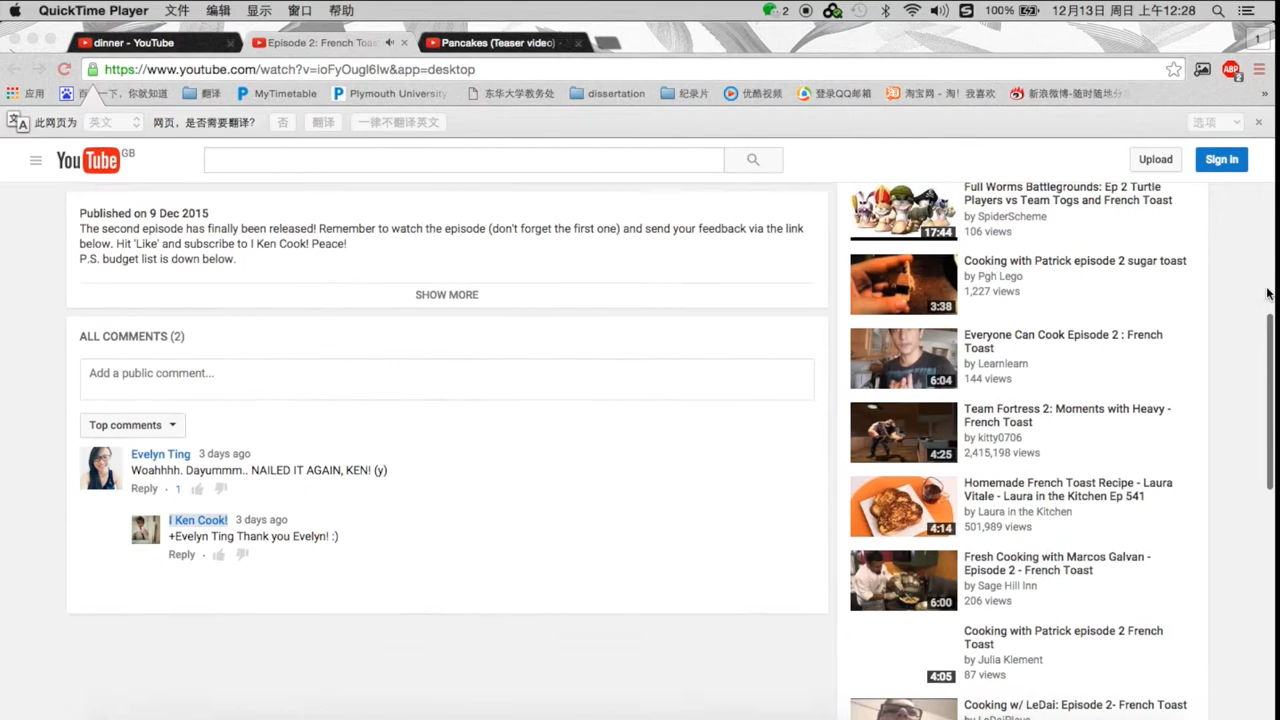 QuickTime Player 文件 编辑 显示 窗口 帮助 2 100% 12月13日 周日 上午12:28
dinner - YouTube
Episode 2: French Toas
Pancakes (Teaser video) -
1
https://www.youtube.com/watch?v=ioFyOugI6Iw&app=desktop
ABP 2
应用 百度一下，你就知道 翻译 MyTimetable Plymouth University 东华大学教务处 dissertation 纪录片 优酷视频 登录QQ邮箱 淘宝网 - 淘！我喜欢 新浪微博-随时随地 »
此网页为 英文 网页，是否需要翻译? 否 翻译 一律不翻译英文 选项
YouTube GB
Upload
Sign in
Published on 9 Dec 2015
The second episode has finally been released! Remember to watch the episode (don't forget the first one) and send your feedback via the link
below. Hit 'Like' and subscribe to I Ken Cook! Peace!
P.S. budget list is down below.
SHOW MORE
ALL COMMENTS (2)
Add a public comment...
Top comments
Evelyn Ting 3 days ago
Woahhhh. Dayummm.. NAILED IT AGAIN, KEN! (y)
Reply · 1
I Ken Cook! 3 days ago
+Evelyn Ting Thank you Evelyn! :)
Reply ·
Full Worms Battlegrounds: Ep 2 Turtle
Players vs Team Togs and French Toast
by SpiderScheme
106 views
17:44
Cooking with Patrick episode 2 sugar toast
by Pgh Lego
1,227 views
3:38
Everyone Can Cook Episode 2 : French
Toast
by Learnlearn
144 views
6:04
Team Fortress 2: Moments with Heavy -
French Toast
by kitty0706
2,415,198 views
4:25
Homemade French Toast Recipe - Laura
Vitale - Laura in the Kitchen Ep 541
by Laura in the Kitchen
501,989 views
4:14
Fresh Cooking with Marcos Galvan -
Episode 2 - French Toast
by Sage Hill Inn
206 views
6:00
Cooking with Patrick episode 2 French
Toast
by Julia Klement
87 views
4:05
Cooking w/ LeDai: Episode 2- French Toast